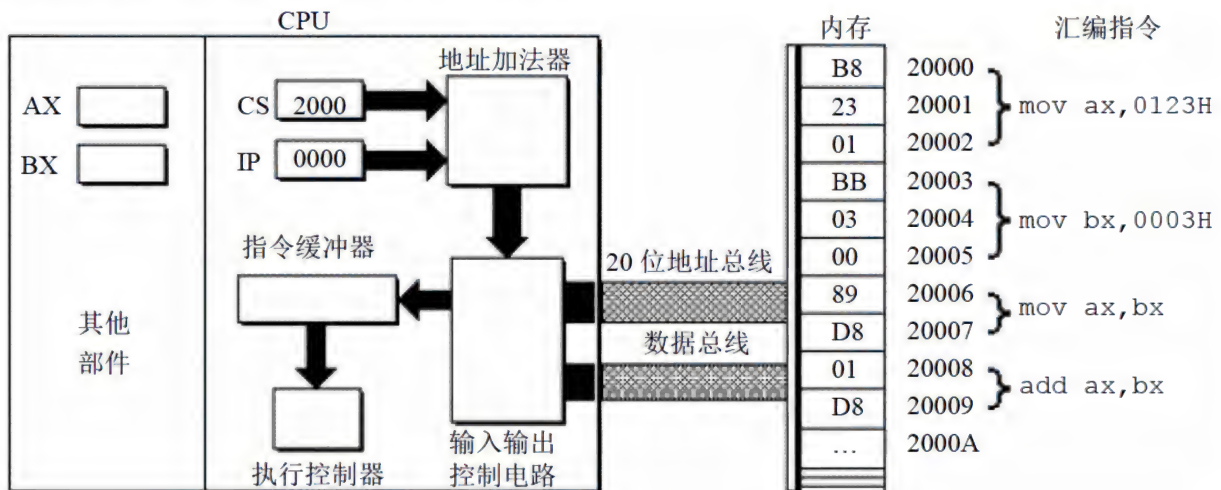 CPU
内存
汇编指令
地址加法器
AX
CS
2000
BX
IP
0000
指令缓冲器
20 位地址总线
数据总线
其他
部件
执行控制器
输入输出
控制电路
B8 20000
23 20001 mov ax,0123H
01 20002
BB 20003
03 20004 mov bx,0003H
00 20005
89 20006
mov ax,bx
D8 20007
01 20008
add ax,bx
D8 20009
… 2000A